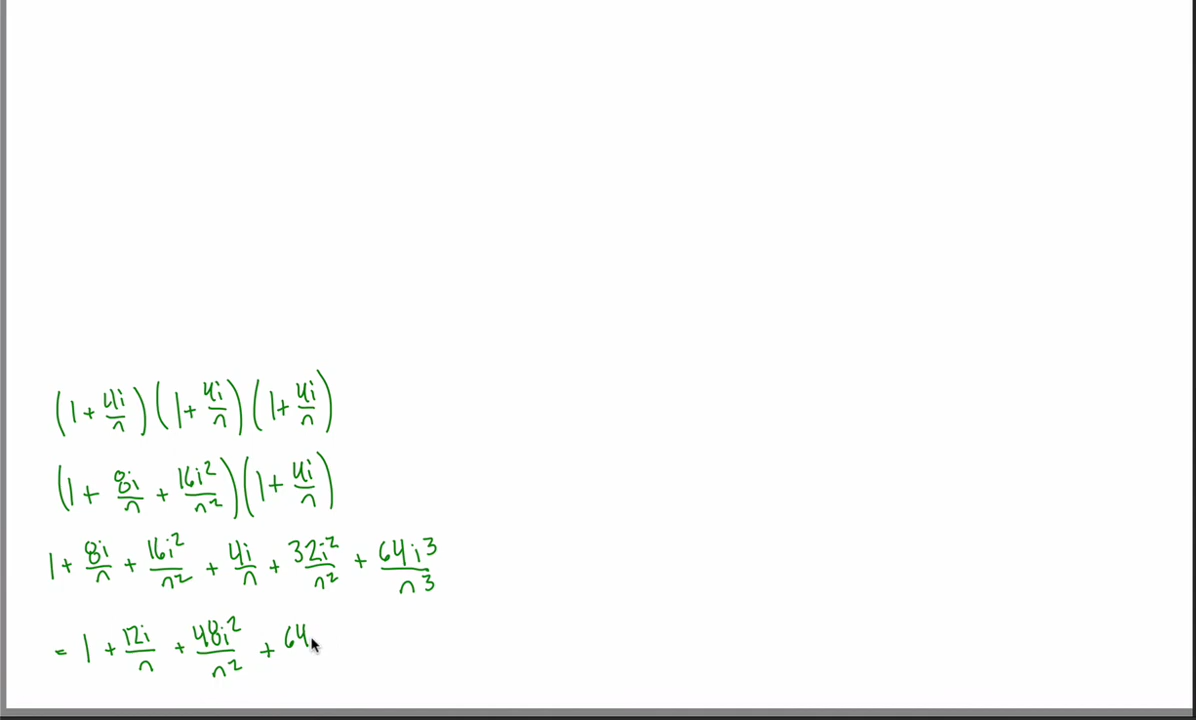 (1 + 4i/n)(1 + 4i/n)(1 + 4i/n)
(1 + 8i/n + 16i²/n²)(1 + 4i/n)
1 + 8i/n + 16i²/n² + 4i/n + 32i²/n² + 64i³/n³
= 1 + 12i/n + 48i²/n² + 64